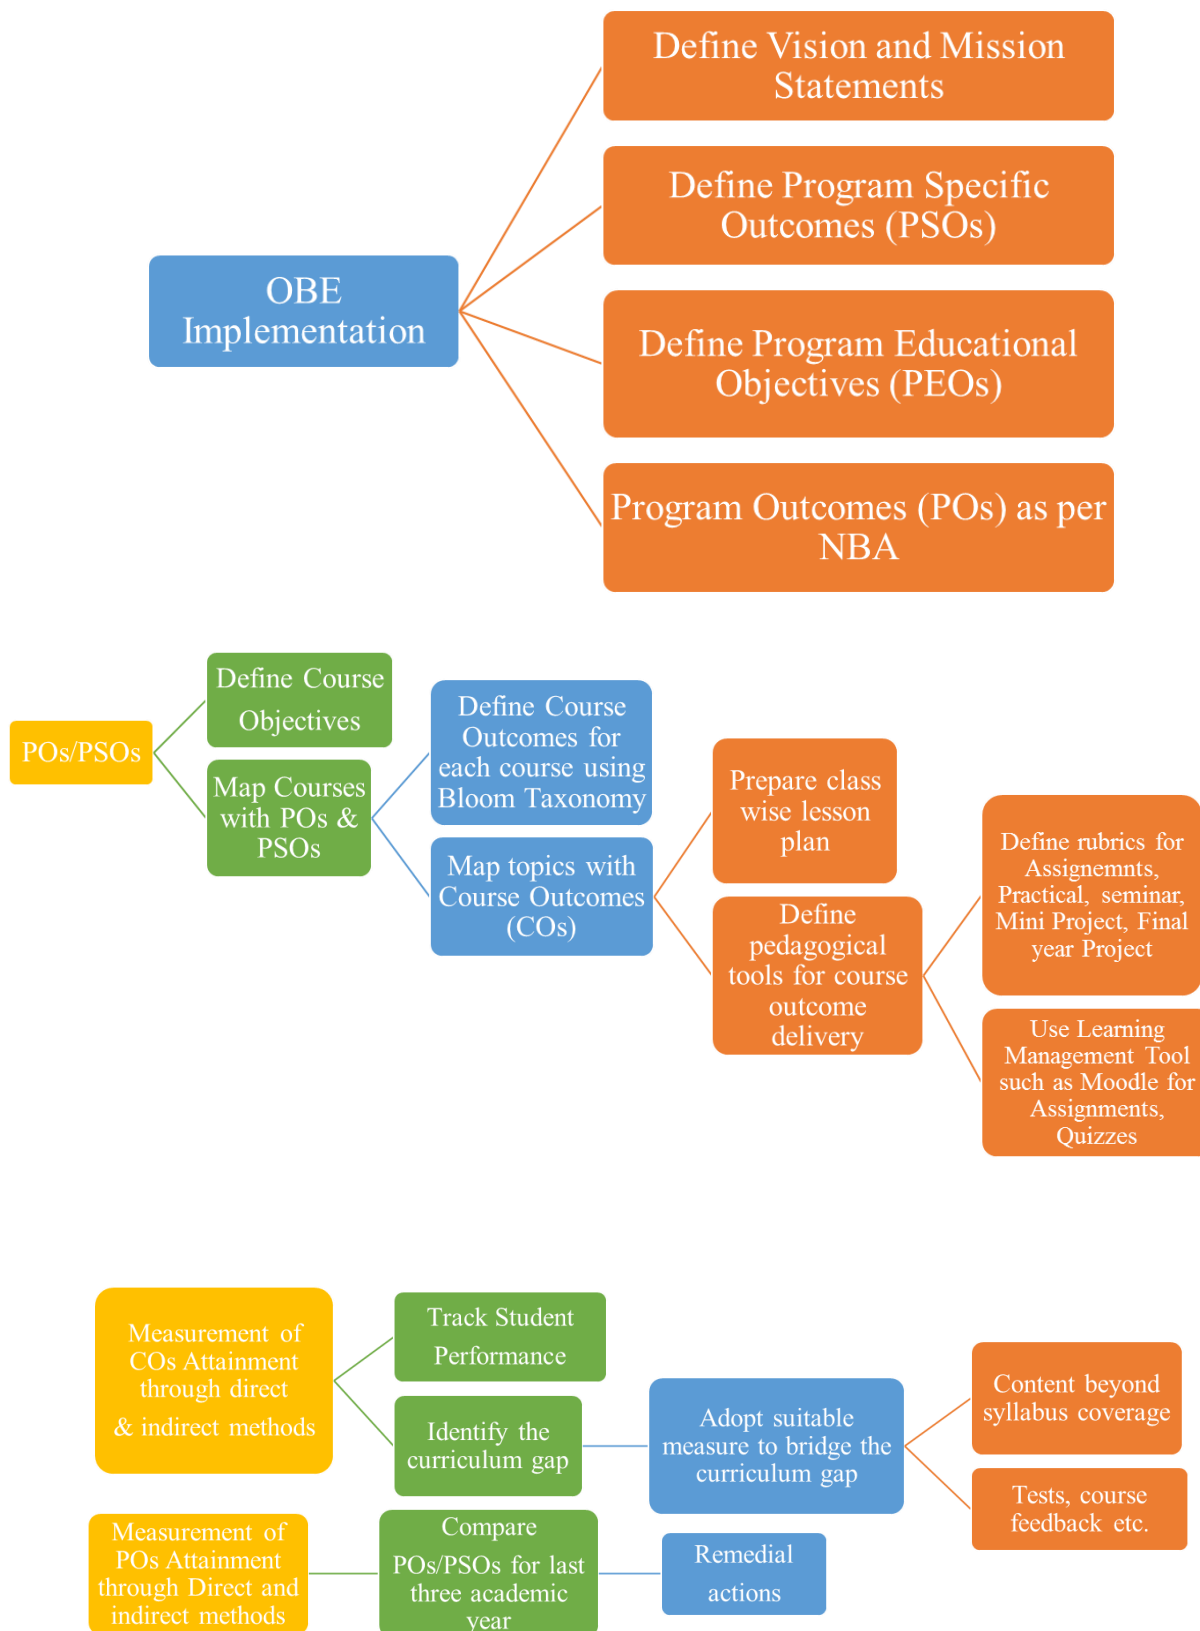 Define Vision and Mission
Statements
Define Program Specific
Outcomes (PSOs)
OBE
Implementation
Define Program Educational
Objectives (PEOs)
Program Outcomes (POs) as per
NBA
POs/PSOs
Define Course
Objectives
Map Courses
with POs &
PSOs
Define Course
Outcomes for
each course using
Bloom Taxonomy
Map topics with
Course Outcomes
(COs)
Prepare class
wise lesson
plan
Define
pedagogical
tools for course
outcome
delivery
Define rubrics for
Assignemnts,
Practical, seminar,
Mini Project, Final
year Project
Use Learning
Management Tool
such as Moodle for
Assignments,
Quizzes
Measurement of
COs Attainment
through direct
& indirect methods
Track Student
Performance
Identify the
curriculum gap
Adopt suitable
measure to bridge the
curriculum gap
Content beyond
syllabus coverage
Tests, course
feedback etc.
Measurement of
POs Attainment
through Direct and
indirect methods
Compare
POs/PSOs for last
three academic
year
Remedial
actions